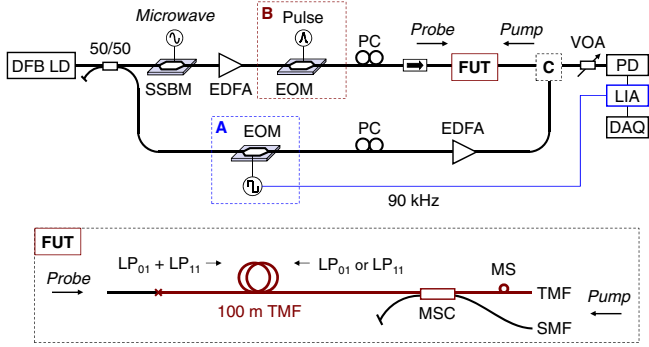 Microwave
B Pulse
Probe
Pump
50/50
PC
VOA
DFB LD
FUT
C
PD
SSBM
EDFA
EOM
LIA
A EOM
PC
EDFA
DAQ
90 kHz
FUT
LP01 + LP11
LP01 or LP11
MS
Probe
TMF
100 m TMF
MSC
Pump
SMF